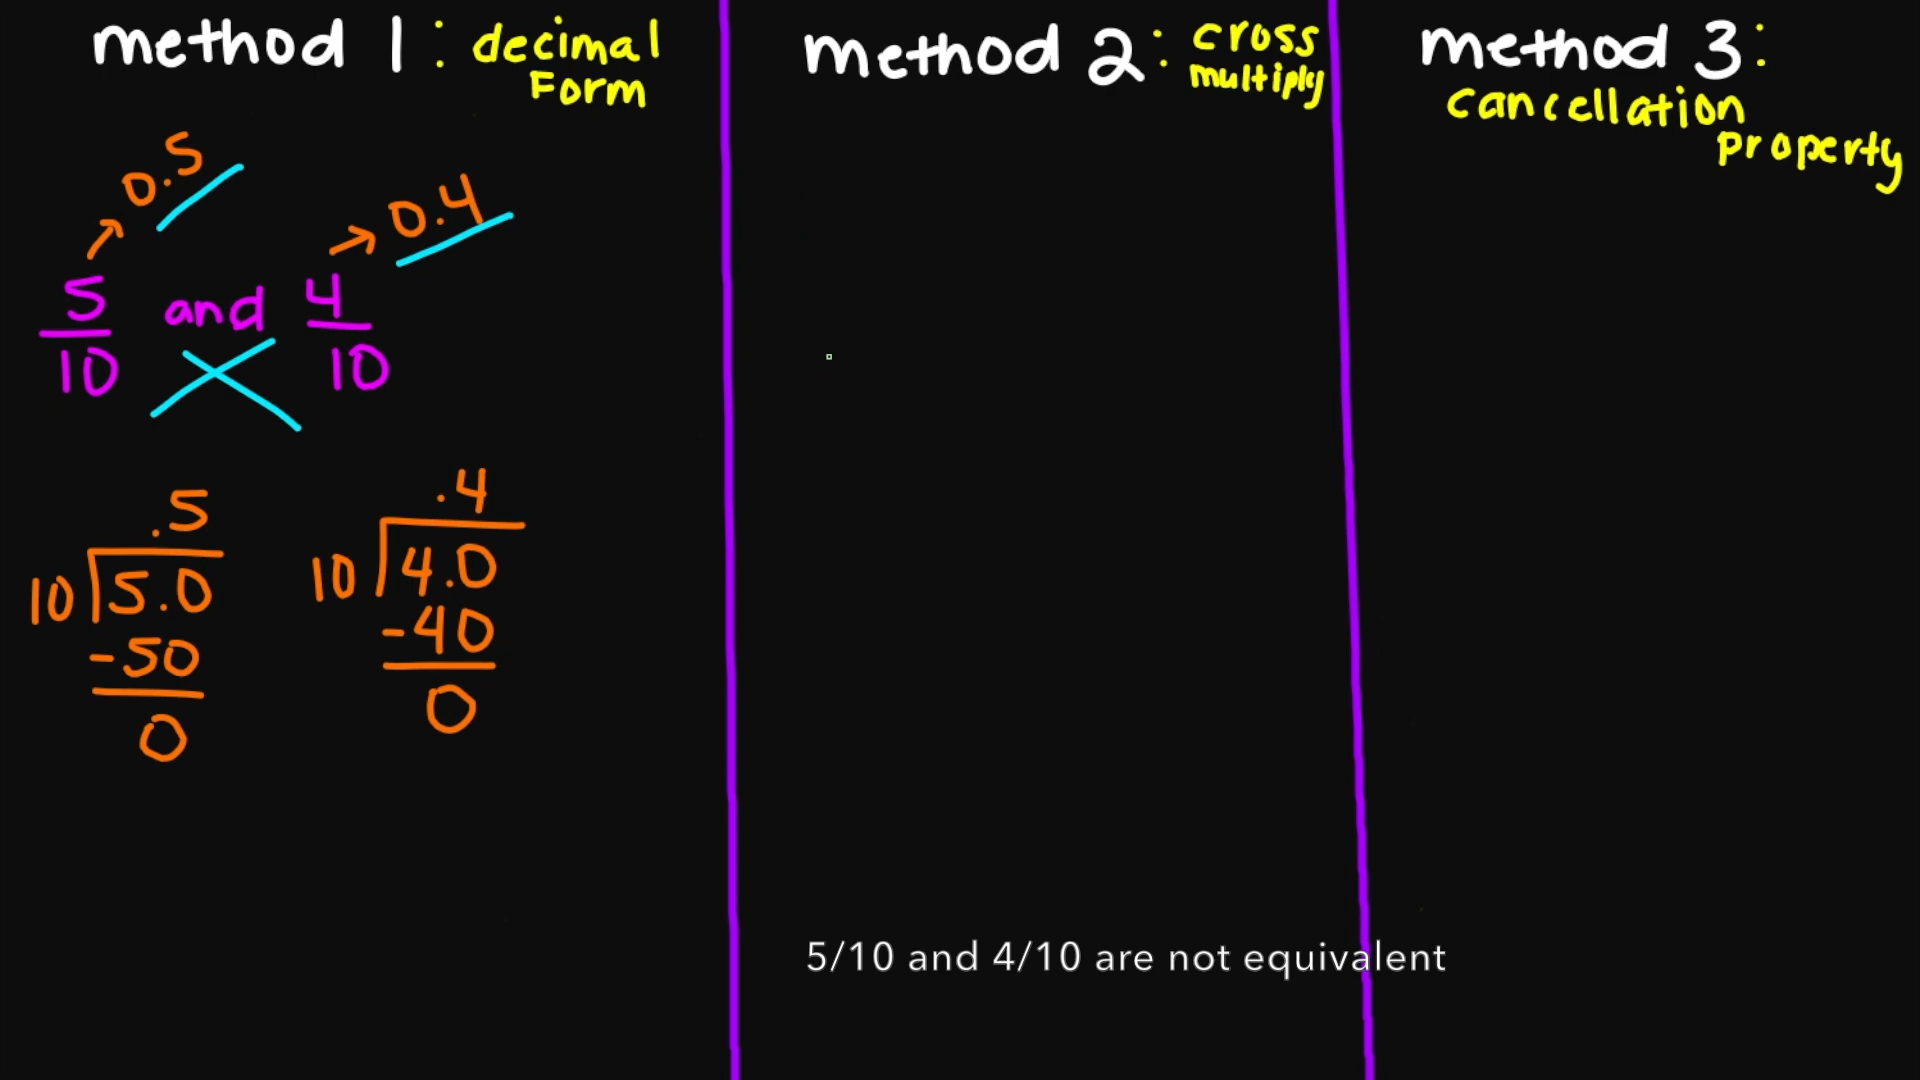 method 1: decimal
Form
0.5
→
0.4
→
5/10 and 4/10
.5
10 5.0
-50
0
.4
10 4.0
-40
0
method 2: cross
multiply
method 3:
cancellation
property
5/10 and 4/10 are not equivalent